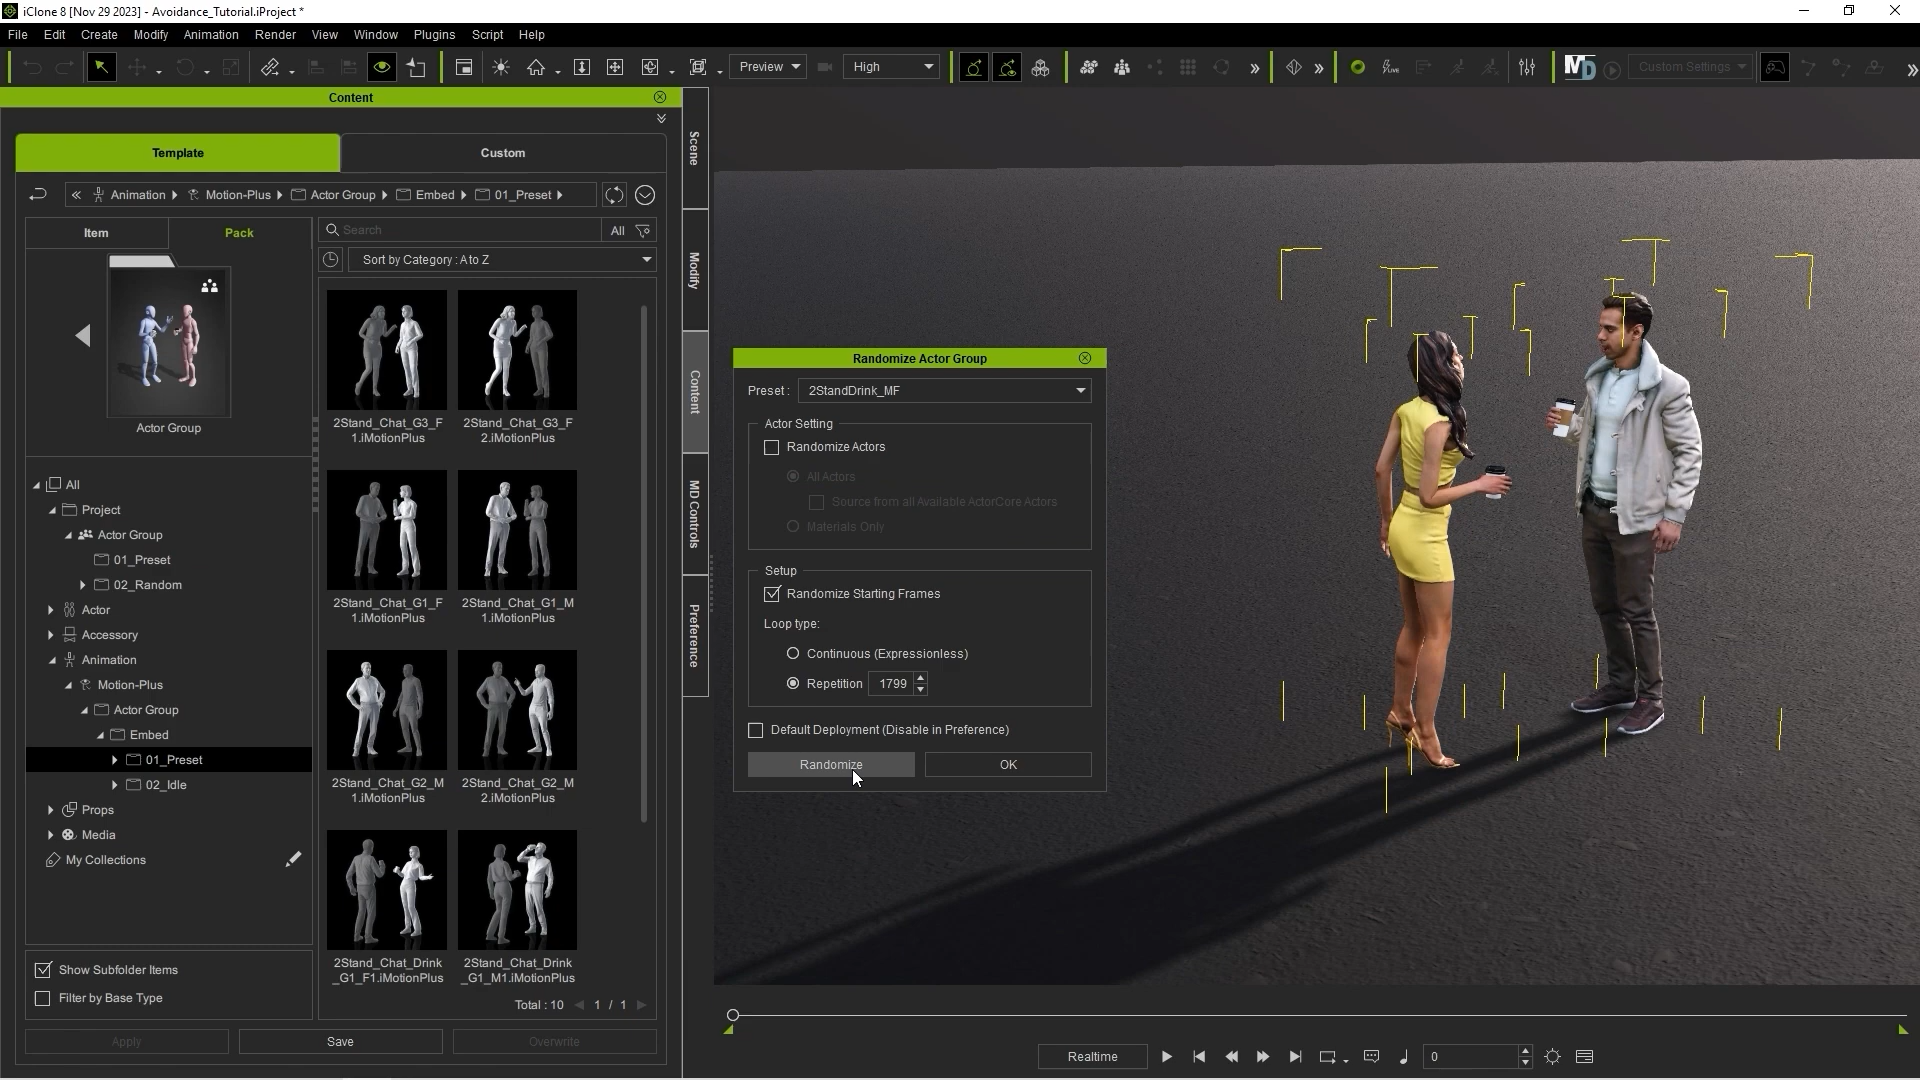 iClone 8 [Nov 29 2023] - Avoidance_Tutorial.iProject *
File Edit Create Modify Animation Render View Window Plugins Script Help
Preview High LIVE MD Custom Settings
Content
Template Custom
Animation Motion-Plus Actor Group Embed 01_Preset
Item Pack
Search All
Sort by Category : A to Z
Actor Group
All
Project
Actor Group
01_Preset
02_Random
Actor
Accessory
Animation
Motion-Plus
Actor Group
Embed
01_Preset
02_Idle
Props
Media
My Collections
Show Subfolder Items
Filter by Base Type
2Stand_Chat_G3_F
1.iMotionPlus
2Stand_Chat_G3_F
2.iMotionPlus
2Stand_Chat_G1_F
1.iMotionPlus
2Stand_Chat_G1_M
1.iMotionPlus
2Stand_Chat_G2_M
1.iMotionPlus
2Stand_Chat_G2_M
2.iMotionPlus
2Stand_Chat_Drink
_G1_F1.iMotionPlus
2Stand_Chat_Drink
_G1_M1.iMotionPlus
Total : 10 1 / 1
Apply Save Overwrite
Scene
Modify
Content
MD Controls
Preference
Randomize Actor Group
Preset : 2StandDrink_MF
Actor Setting
Randomize Actors
All Actors
Source from all Available ActorCore Actors
Materials Only
Setup
Randomize Starting Frames
Loop type:
Continuous (Expressionless)
Repetition 1799
Default Deployment (Disable in Preference)
Randomize OK
Realtime 0